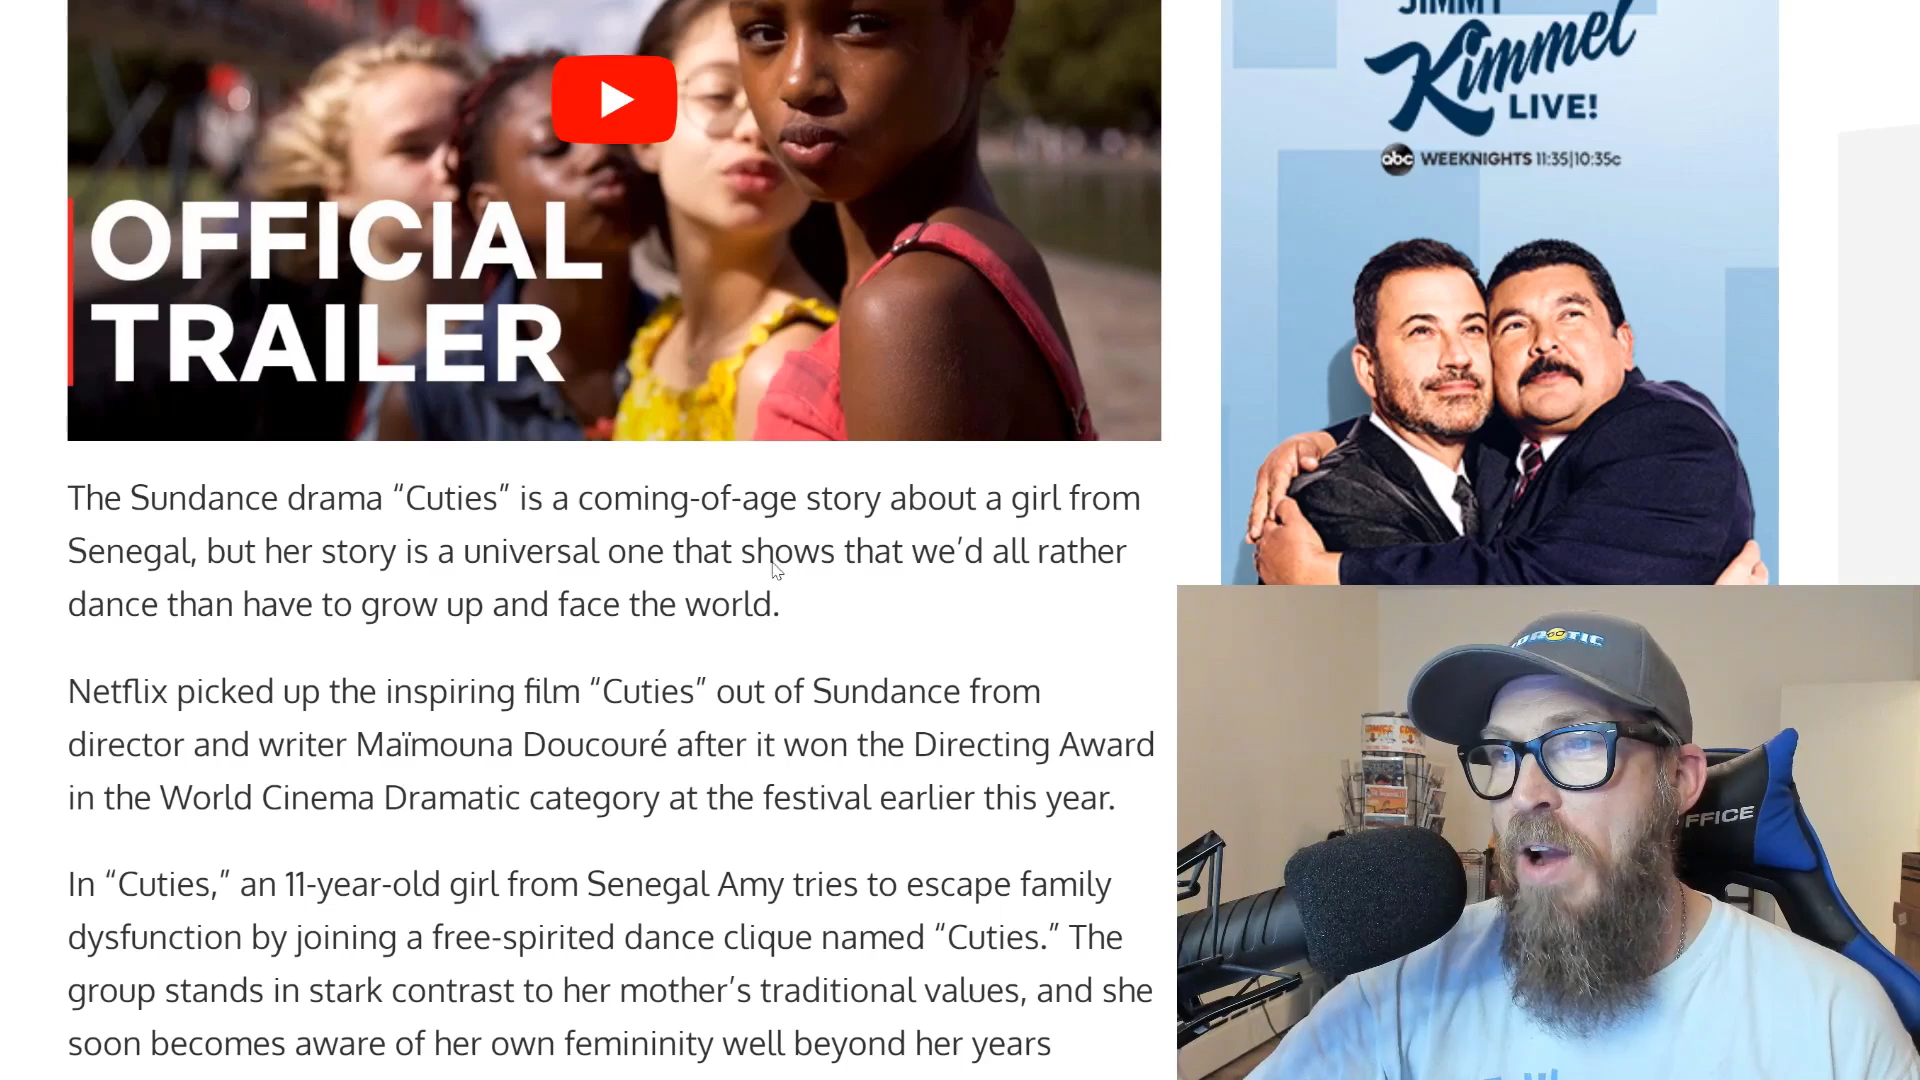 OFFICIAL
TRAILER
The Sundance drama “Cuties” is a coming-of-age story about a girl from
Senegal, but her story is a universal one that shows that we’d all rather
dance than have to grow up and face the world.
Netflix picked up the inspiring film “Cuties” out of Sundance from
director and writer Maïmouna Doucouré after it won the Directing Award
in the World Cinema Dramatic category at the festival earlier this year.
In “Cuties,” an 11-year-old girl from Senegal Amy tries to escape family
dysfunction by joining a free-spirited dance clique named “Cuties.” The
group stands in stark contrast to her mother’s traditional values, and she
soon becomes aware of her own femininity well beyond her years
JIMMY
Kimmel
LIVE!
abc WEEKNIGHTS 11:35|10:35c
FFICE